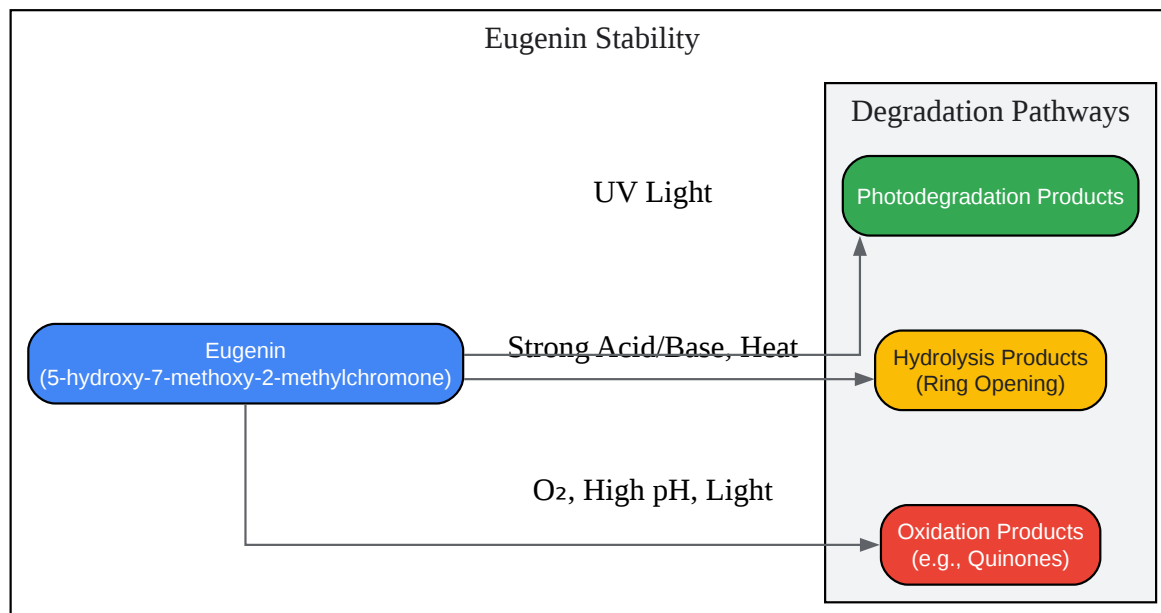 Eugenin Stability
Degradation Pathways
UV Light
Photodegradation Products
Eugenin
(5-hydroxy-7-methoxy-2-methylchromone)
Strong Acid/Base, Heat
Hydrolysis Products
(Ring Opening)
O₂, High pH, Light
Oxidation Products
(e.g., Quinones)